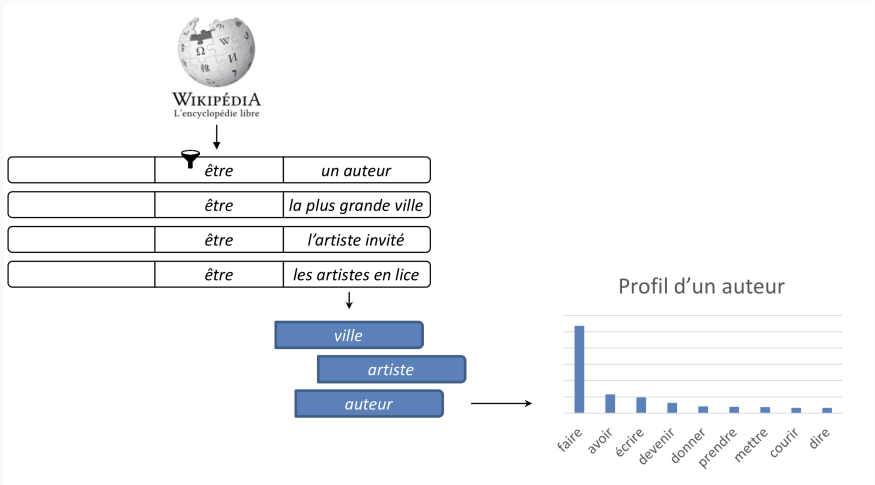 WIKIPÉDIA
L'encyclopédie libre
être un auteur
être la plus grande ville
être l'artiste invité
être les artistes en lice
ville
artiste
auteur
Profil d'un auteur
faire avoir écrire devenir donner prendre mettre courir dire